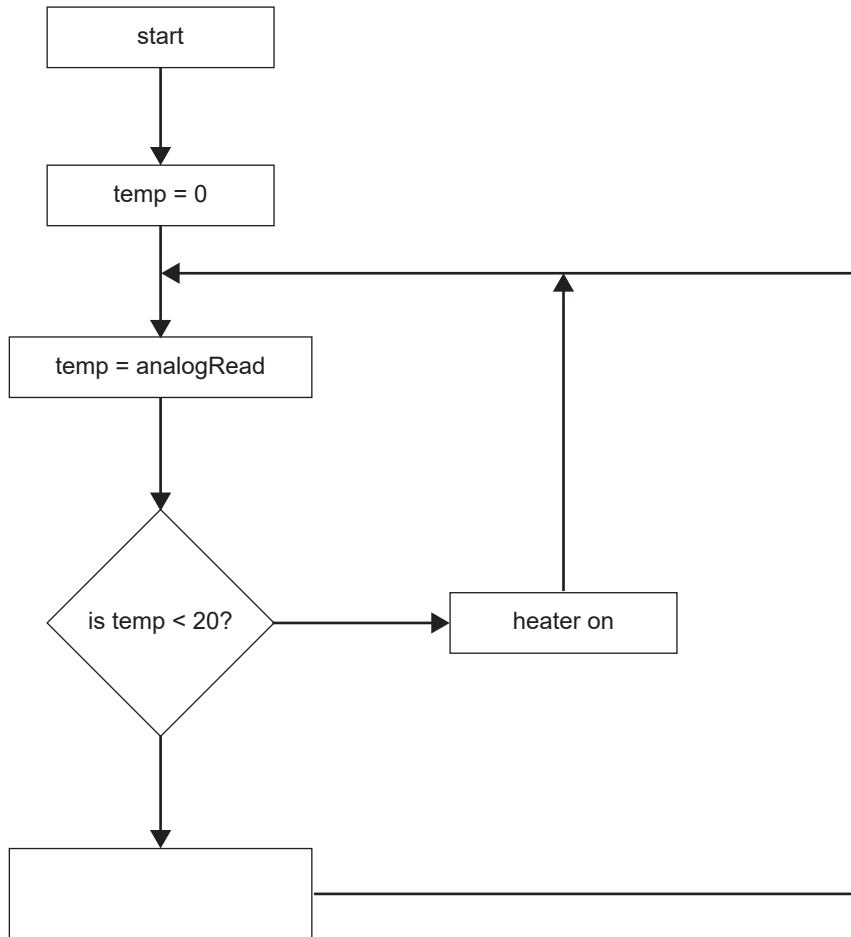 start
temp = 0
temp = analogRead
is temp < 20?
heater on